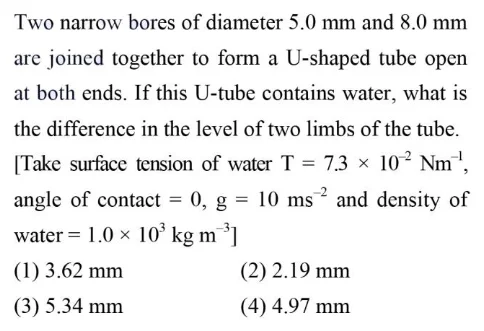 Two narrow bores of diameter 5.0 mm and 8.0 mm
are joined together to form a U-shaped tube open
at both ends. If this U-tube contains water, what is
the difference in the level of two limbs of the tube.
[Take surface tension of water T = 7.3 × 10⁻² Nm⁻¹,
angle of contact = 0, g = 10 ms⁻² and density of
water = 1.0 × 10³ kg m⁻³]
(1) 3.62 mm (2) 2.19 mm
(3) 5.34 mm (4) 4.97 mm